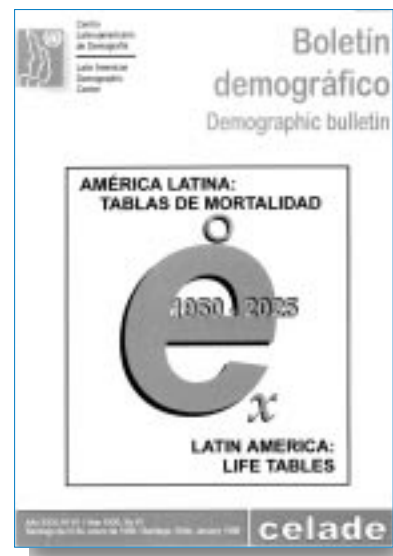 Centro
Latinoamericano
de Demografía
Latin American
Demographic
Center
Boletín
demográfico
Demographic bulletin
AMÉRICA LATINA:
TABLAS DE MORTALIDAD
e
1950 - 2025
x
LATIN AMERICA:
LIFE TABLES
celade